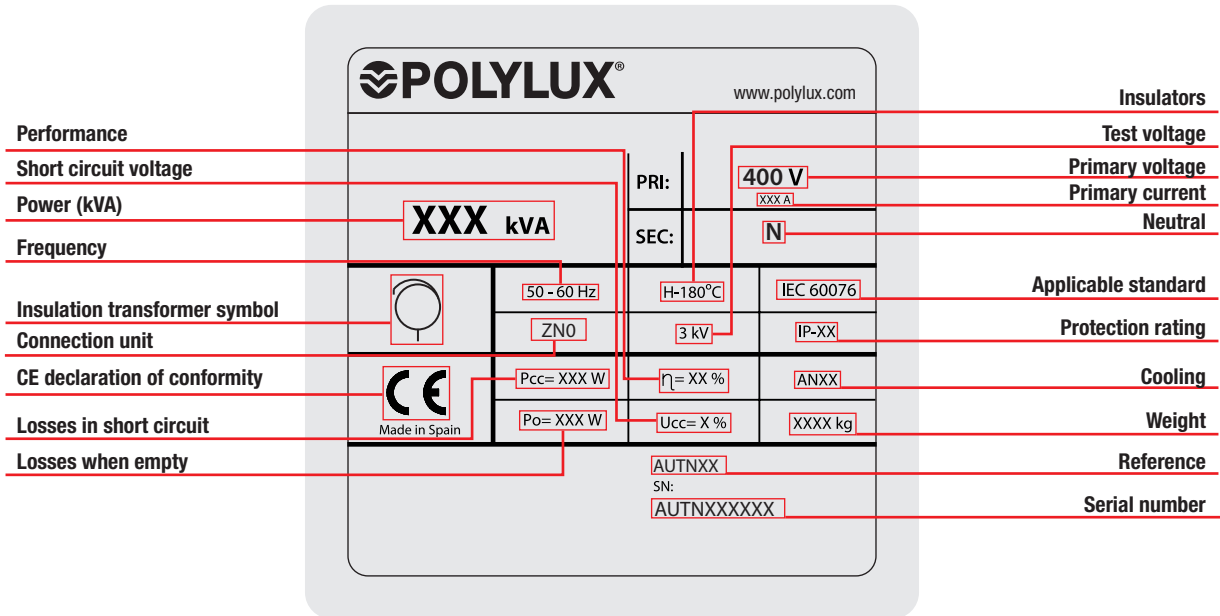 POLYLUX®
www.polylux.com
Performance
Short circuit voltage
Power (kVA)
Frequency
Insulation transformer symbol
Connection unit
CE declaration of conformity
Losses in short circuit
Losses when empty
PRI:
400 V
XXX A
XXX kVA
SEC:
N
50 - 60 Hz
H-180°C
IEC 60076
ZN0
3 kV
IP-XX
CE
Made in Spain
Pcc= XXX W
η= XX %
ANXX
Po= XXX W
Ucc= X %
XXXX kg
AUTNXX
SN:
AUTNXXXXXX
Insulators
Test voltage
Primary voltage
Primary current
Neutral
Applicable standard
Protection rating
Cooling
Weight
Reference
Serial number